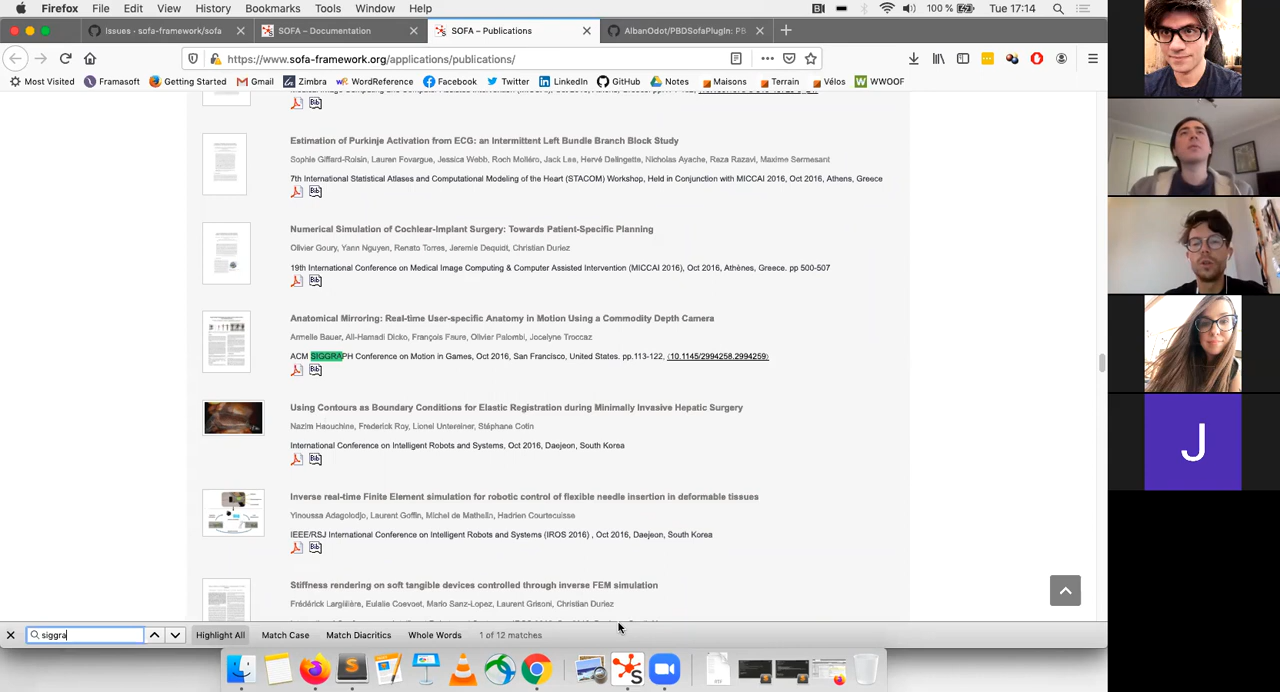 Firefox File Edit View History Bookmarks Tools Window Help 100 % Tue 17:14
Issues · sofa-framework/sofa SOFA – Documentation SOFA – Publications AlbanOdot/PBDSofaPlugIn: PB
https://www.sofa-framework.org/applications/publications/
Most Visited Framasoft Getting Started Gmail Zimbra WordReference Facebook Twitter LinkedIn GitHub Notes Maisons Terrain Vélos WWOOF
Estimation of Purkinje Activation from ECG: an Intermittent Left Bundle Branch Block Study
Sophie Giffard-Roisin, Lauren Fovargue, Jessica Webb, Roch Molléro, Jack Lee, Hervé Delingette, Nicholas Ayache, Reza Razavi, Maxime Sermesant
7th International Statistical Atlases and Computational Modeling of the Heart (STACOM) Workshop, Held in Conjunction with MICCAI 2016, Oct 2016, Athens, Greece
Numerical Simulation of Cochlear-Implant Surgery: Towards Patient-Specific Planning
Olivier Goury, Yann Nguyen, Renato Torres, Jeremie Dequidt, Christian Duriez
19th International Conference on Medical Image Computing & Computer Assisted Intervention (MICCAI 2016), Oct 2016, Athènes, Greece. pp 500-507
Anatomical Mirroring: Real-time User-specific Anatomy in Motion Using a Commodity Depth Camera
Armelle Bauer, Ali-Hamadi Dicko, François Faure, Olivier Palombi, Jocelyne Troccaz
ACM SIGGRAPH Conference on Motion in Games, Oct 2016, San Francisco, United States. pp.113-122, ⟨10.1145/2994258.2994259⟩
Using Contours as Boundary Conditions for Elastic Registration during Minimally Invasive Hepatic Surgery
Nazim Haouchine, Frederick Roy, Lionel Untereiner, Stéphane Cotin
International Conference on Intelligent Robots and Systems, Oct 2016, Daejeon, South Korea
Inverse real-time Finite Element simulation for robotic control of flexible needle insertion in deformable tissues
Yinoussa Adagolodjo, Laurent Goffin, Michel de Mathelin, Hadrien Courtecuisse
IEEE/RSJ International Conference on Intelligent Robots and Systems (IROS 2016) , Oct 2016, Daejeon, South Korea
Stiffness rendering on soft tangible devices controlled through inverse FEM simulation
Frédérick Largillière, Eulalie Coevoet, Mario Sanz-Lopez, Laurent Grisoni, Christian Duriez
siggra Highlight All Match Case Match Diacritics Whole Words 1 of 12 matches
J